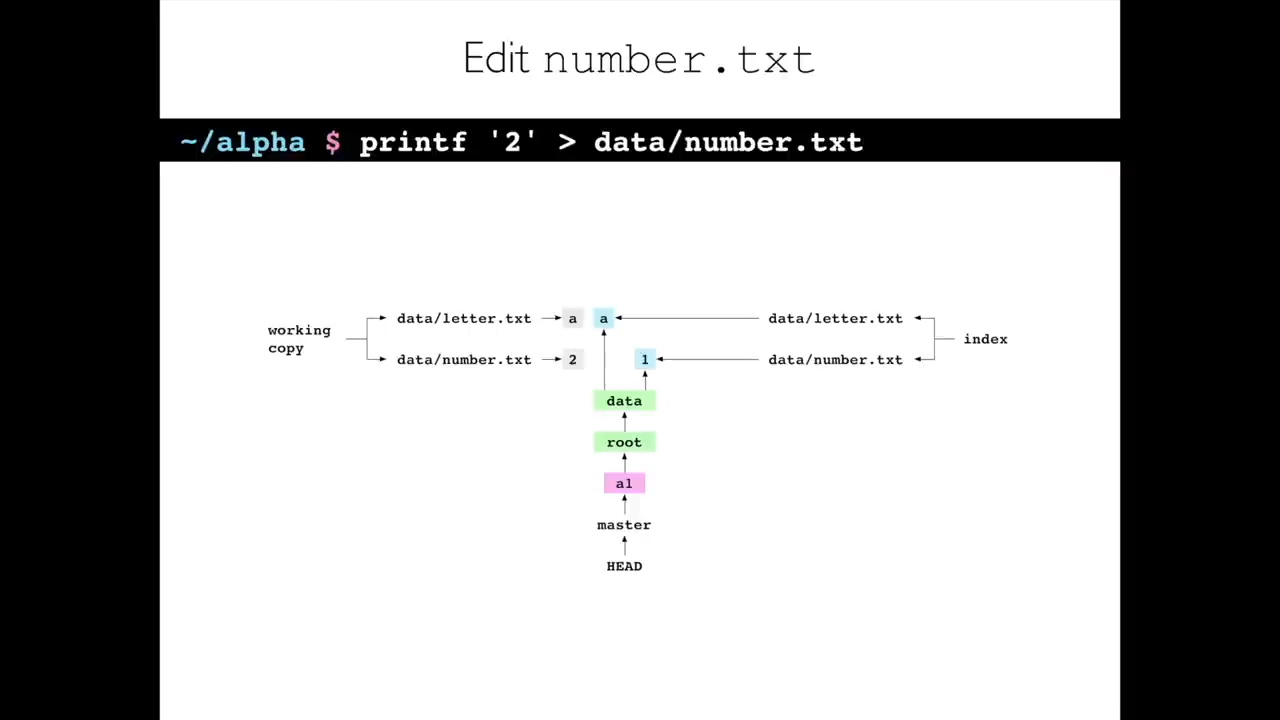 Edit number.txt
~/alpha $ printf '2' > data/number.txt
working copy
data/letter.txt a a data/letter.txt
data/number.txt 2 1 data/number.txt
index
data
root
a1
master
HEAD